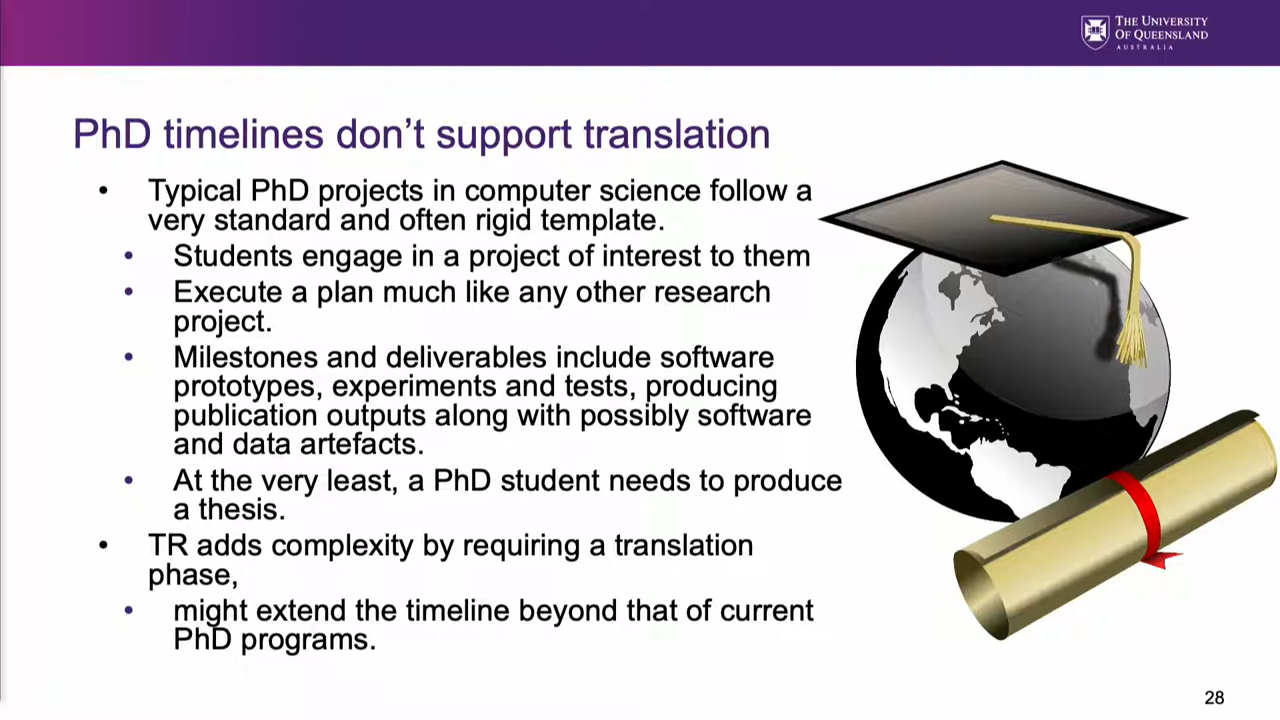 THE UNIVERSITY
OF QUEENSLAND
AUSTRALIA
PhD timelines don’t support translation
• Typical PhD projects in computer science follow a
very standard and often rigid template.
• Students engage in a project of interest to them
• Execute a plan much like any other research
project.
• Milestones and deliverables include software
prototypes, experiments and tests, producing
publication outputs along with possibly software
and data artefacts.
• At the very least, a PhD student needs to produce
a thesis.
• TR adds complexity by requiring a translation
phase,
• might extend the timeline beyond that of current
PhD programs.
28